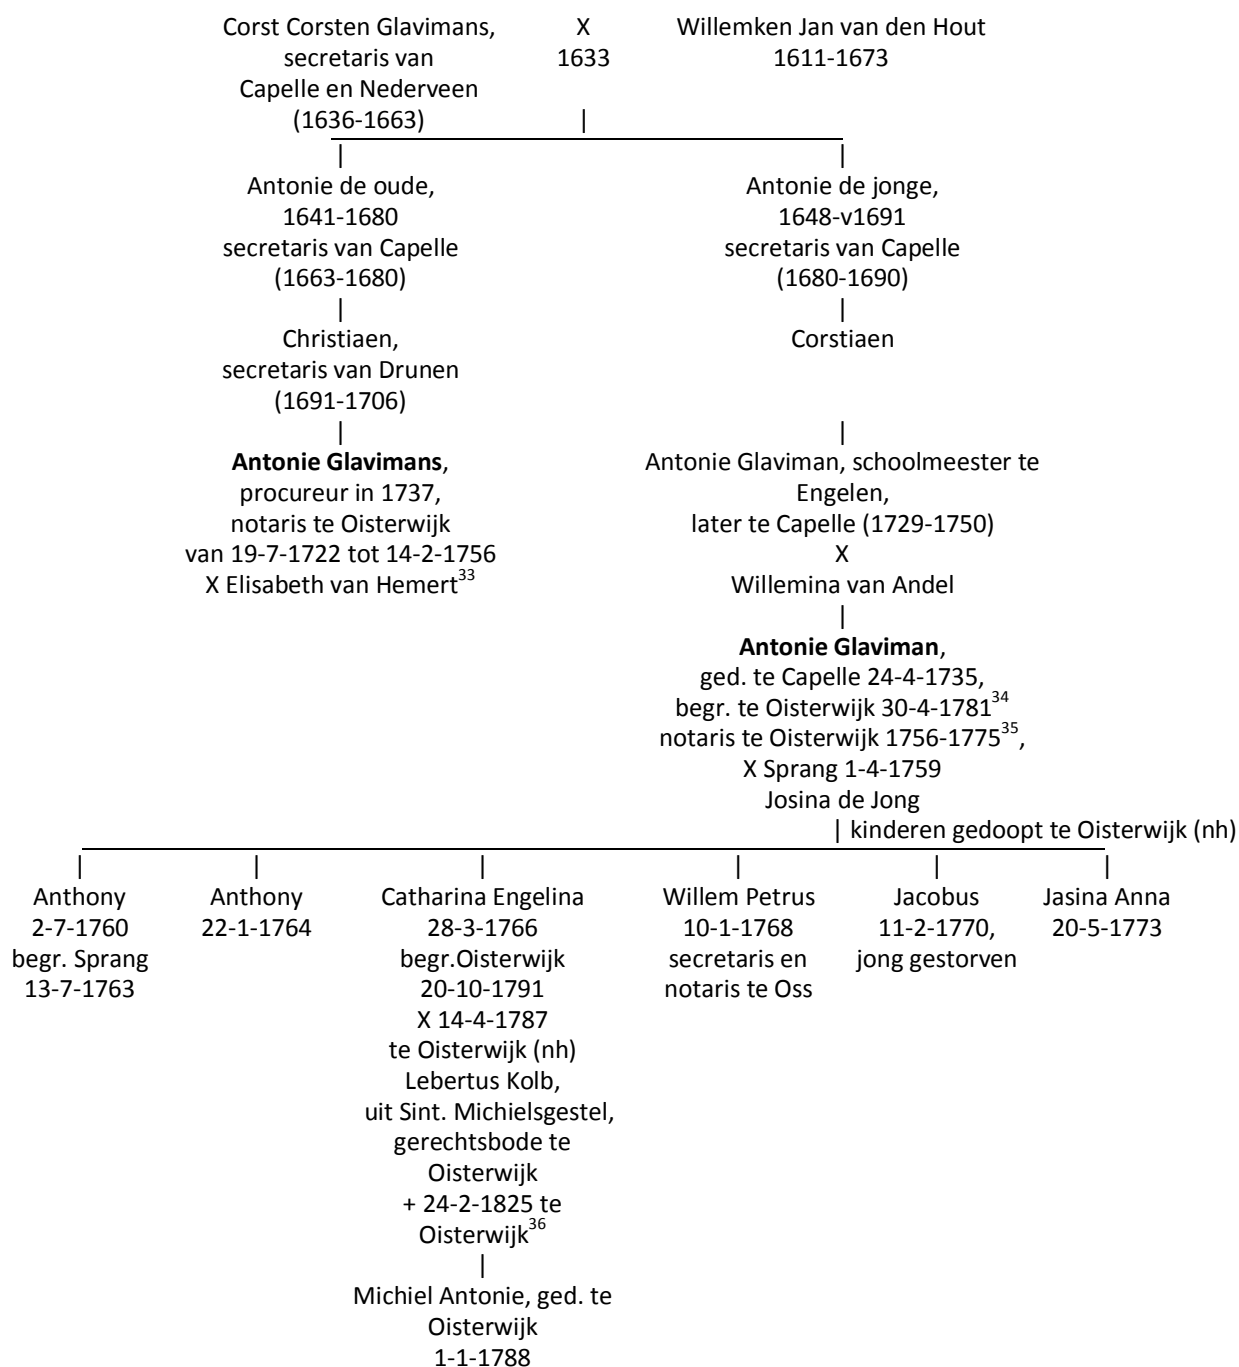 Corst Corsten Glavimans, X Willemken Jan van den Hout
secretaris van 1633 1611-1673
Capelle en Nederveen
(1636-1663) |
| |
Antonie de oude, Antonie de jonge,
1641-1680 1648-v1691
secretaris van Capelle secretaris van Capelle
(1663-1680) (1680-1690)
| |
Christiaen, Corstiaen
secretaris van Drunen
(1691-1706)
| |
Antonie Glavimans, Antonie Glaviman, schoolmeester te
procureur in 1737, Engelen,
notaris te Oisterwijk later te Capelle (1729-1750)
van 19-7-1722 tot 14-2-1756 X
X Elisabeth van Hemert33 Willemina van Andel
|
Antonie Glaviman,
ged. te Capelle 24-4-1735,
begr. te Oisterwijk 30-4-178134
notaris te Oisterwijk 1756-177535,
X Sprang 1-4-1759
Josina de Jong
| kinderen gedoopt te Oisterwijk (nh)
| | | | | |
Anthony Anthony Catharina Engelina Willem Petrus Jacobus Jasina Anna
2-7-1760 22-1-1764 28-3-1766 10-1-1768 11-2-1770, 20-5-1773
begr. Sprang begr.Oisterwijk secretaris en jong gestorven
13-7-1763 20-10-1791 notaris te Oss
X 14-4-1787
te Oisterwijk (nh)
Lebertus Kolb,
uit Sint. Michielsgestel,
gerechtsbode te
Oisterwijk
+ 24-2-1825 te
Oisterwijk36
|
Michiel Antonie, ged. te
Oisterwijk
1-1-1788